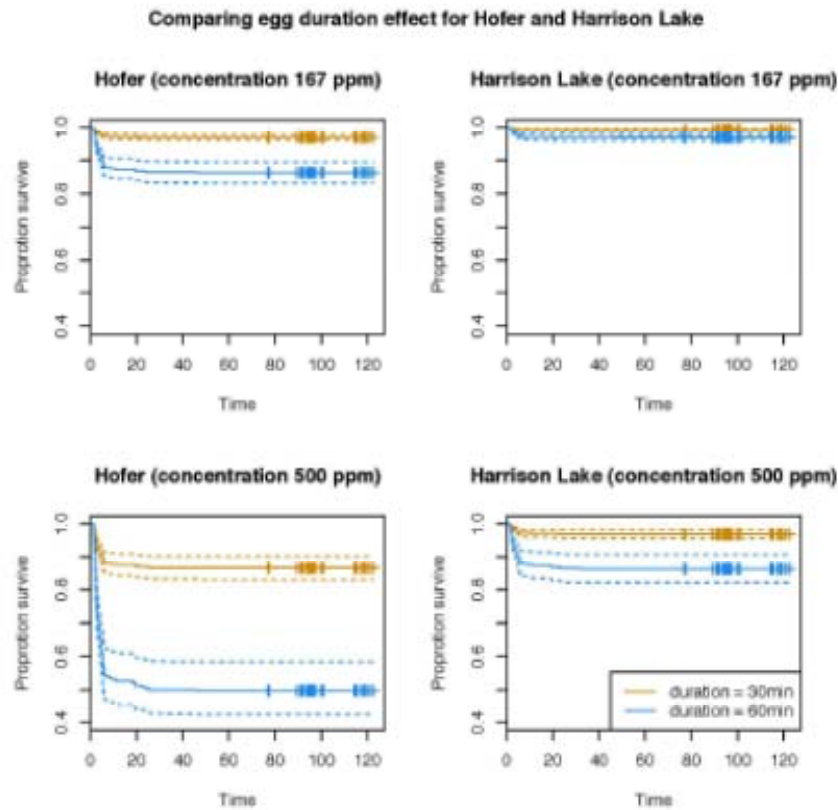 Comparing egg duration effect for Hofer and Harrison Lake
Hofer (concentration 167 ppm)
Proprotion survive
1.0
0.8
0.6
0.4
0 20 40 60 80 100 120
Time
Harrison Lake (concentration 167 ppm)
Proprotion survive
1.0
0.8
0.6
0.4
0 20 40 60 80 100 120
Time
Hofer (concentration 500 ppm)
Proprotion survive
1.0
0.8
0.6
0.4
0 20 40 60 80 100 120
Time
Harrison Lake (concentration 500 ppm)
Proprotion survive
1.0
0.8
0.6
0.4
duration = 30min
duration = 60min
0 20 40 60 80 100 120
Time